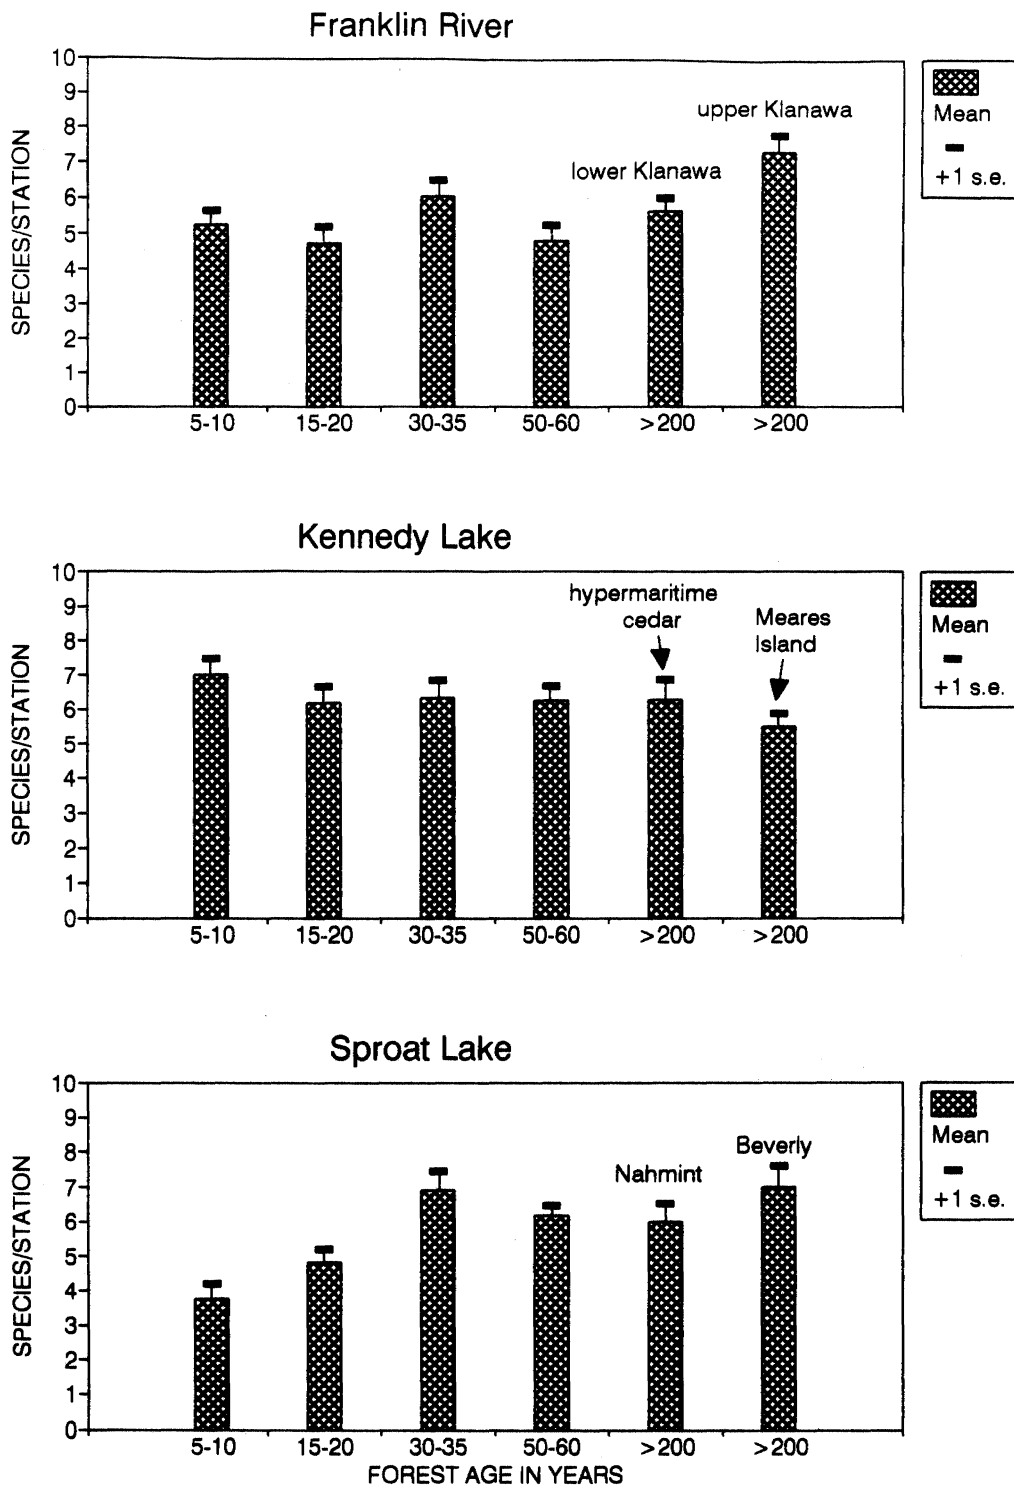 Franklin River
10
9
8
7
6
5
4
3
2
1
0
SPECIES/STATION
upper Klanawa
lower Klanawa
5-10 15-20 30-35 50-60 >200 >200
Mean
+1 s.e.
Kennedy Lake
10
9
8
7
6
5
4
3
2
1
0
SPECIES/STATION
hypermaritime
cedar
Meares
Island
5-10 15-20 30-35 50-60 >200 >200
Mean
+1 s.e.
Sproat Lake
10
9
8
7
6
5
4
3
2
1
0
SPECIES/STATION
Beverly
Nahmint
5-10 15-20 30-35 50-60 >200 >200
FOREST AGE IN YEARS
Mean
+1 s.e.